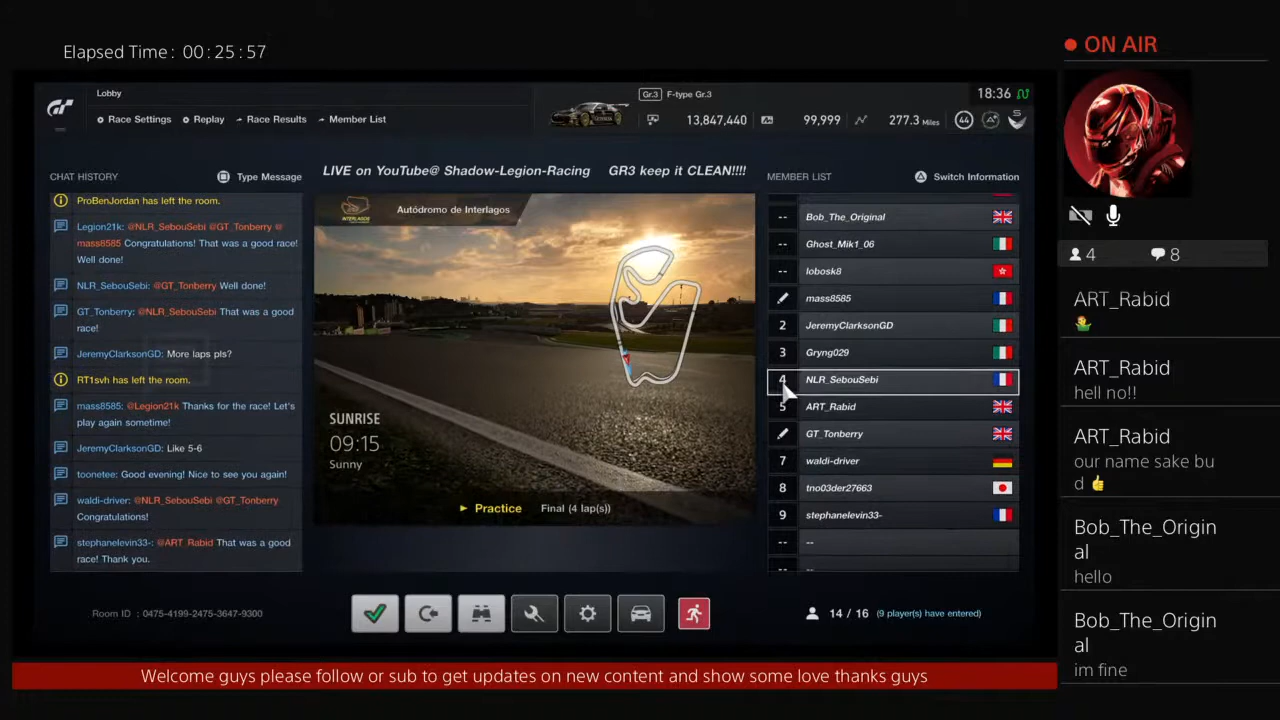 Elapsed Time: 00:25:57
ON AIR
Lobby
Gr.3 F-type Gr.3
18:36
Race Settings Replay Race Results Member List
13,847,440 99,999 277.3 Miles 44 A+ S
CHAT HISTORY Type Message
LIVE on YouTube@ Shadow-Legion-Racing GR3 keep it CLEAN!!!!
MEMBER LIST Switch Information
ProBenJordan has left the room.
Legion21k: @NLR_SebouSebi @GT_Tonberry @
mass8585 Congratulations! That was a good race!
Well done!
NLR_SebouSebi: @GT_Tonberry Well done!
GT_Tonberry: @NLR_SebouSebi That was a good
race!
JeremyClarksonGD: More laps pls?
RT1svh has left the room.
mass8585: @Legion21k Thanks for the race! Let's
play again sometime!
JeremyClarksonGD: Like 5-6
toonetee: Good evening! Nice to see you again!
waldi-driver: @NLR_SebouSebi @GT_Tonberry
Congratulations!
stephanelevin33-: @ART_Rabid That was a good
race! Thank you.
INTERLAGOS
Autódromo de Interlagos
SUNRISE
09:15
Sunny
Practice Final (4 lap(s))
-- Bob_The_Original
-- Ghost_Mik1_06
-- lobosk8
mass8585
2 JeremyClarksonGD
3 Gryng029
4 NLR_SebouSebi
5 ART_Rabid
GT_Tonberry
7 waldi-driver
8 tno03der27663
9 stephanelevin33-
-- --
-- --
Room ID : 0475-4199-2475-3647-9300
14 / 16 (9 player(s) have entered)
Welcome guys please follow or sub to get updates on new content and show some love thanks guys
4 8
ART_Rabid
💁
ART_Rabid
hell no!!
ART_Rabid
our name sake bu
d 👍
Bob_The_Origin
al
hello
Bob_The_Origin
al
im fine